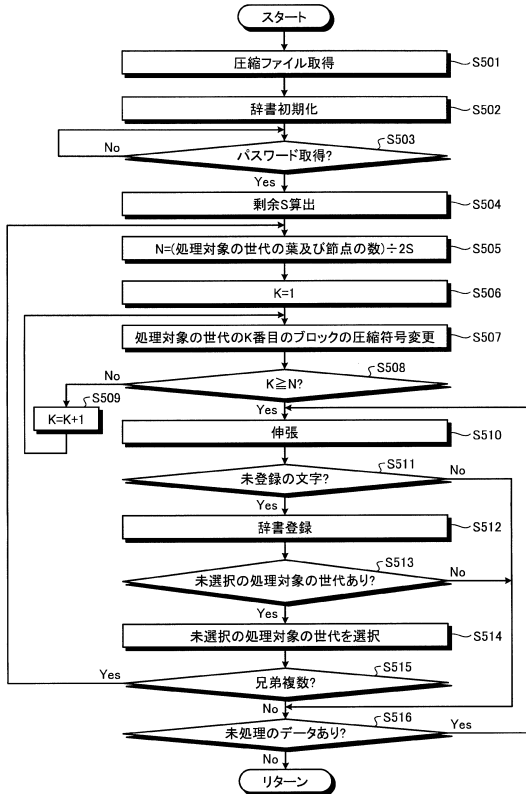 スタート
圧縮ファイル取得
S501
辞書初期化
S502
S503
パスワード取得?
No
Yes
剰余S算出
S504
N=(処理対象の世代の葉及び節点の数)÷2S
S505
K=1
S506
処理対象の世代のK番目のブロックの圧縮符号変更
S507
S508
No
K≧N?
S509
Yes
K=K+1
伸張
S510
S511
未登録の文字?
No
Yes
辞書登録
S512
S513
未選択の処理対象の世代あり?
No
Yes
未選択の処理対象の世代を選択
S514
S515
Yes
兄弟複数?
No
S516
未処理のデータあり?
Yes
No
リターン